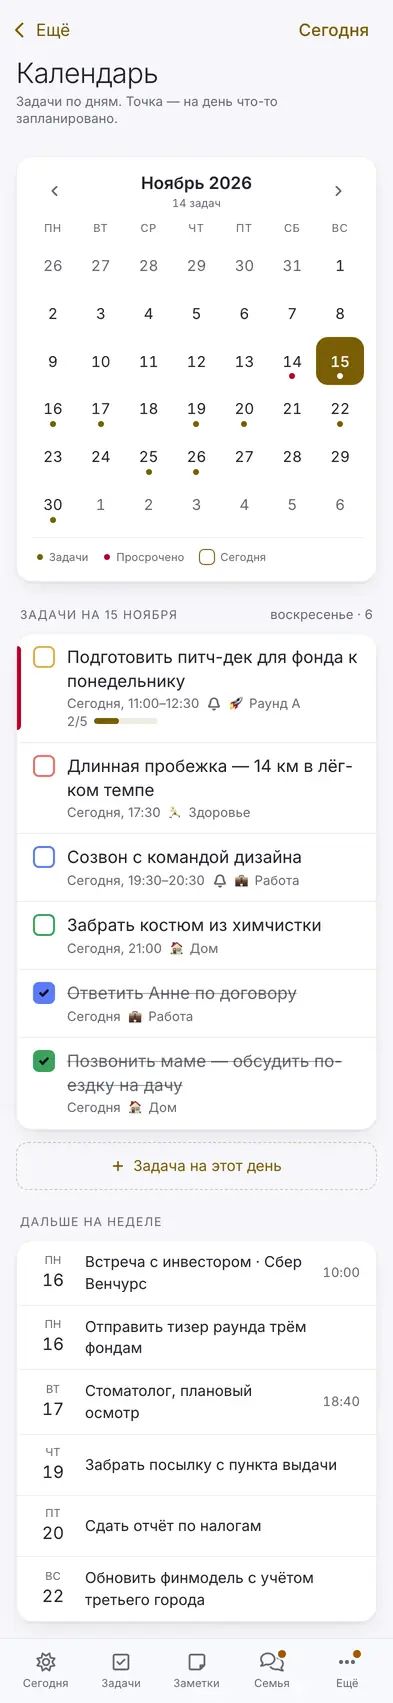 Ещё
Сегодня
Календарь
Задачи по дням. Точка — на день что-то
запланировано.
Ноябрь 2026
14 задач
ПН ВТ СР ЧТ ПТ СБ ВС
26 27 28 29 30 31 1
2 3 4 5 6 7 8
9 10 11 12 13 14 15
16 17 18 19 20 21 22
23 24 25 26 27 28 29
30 1 2 3 4 5 6
Задачи Просрочено Сегодня
ЗАДАЧИ НА 15 НОЯБРЯ
воскресенье · 6
Подготовить питч-дек для фонда к
понедельнику
Сегодня, 11:00–12:30 🚀 Раунд А
2/5
Длинная пробежка — 14 км в лёг-
ком темпе
Сегодня, 17:30 Здоровье
Созвон с командой дизайна
Сегодня, 19:30–20:30 💼 Работа
Забрать костюм из химчистки
Сегодня, 21:00 🏠 Дом
Ответить Анне по договору
Сегодня 💼 Работа
Позвонить маме — обсудить по-
ездку на дачу
Сегодня 🏠 Дом
+ Задача на этот день
ДАЛЬШЕ НА НЕДЕЛЕ
ПН
16
Встреча с инвестором · Сбер
Венчурс
10:00
ПН
16
Отправить тизер раунда трём
фондам
ВТ
17
Стоматолог, плановый
осмотр
18:40
ЧТ
19
Забрать посылку с пункта выдачи
ПТ
20
Сдать отчёт по налогам
ВС
22
Обновить финмодель с учётом
третьего города
Сегодня Задачи Заметки Семья Ещё